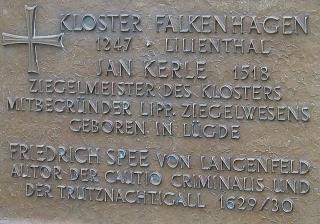 KLOSTER FALKENHAGEN
1247 · LILIENTHAL
JAN KERLE 1518
ZIEGELMEISTER DES KLOSTERS
MITBEGRÜNDER LIPP. ZIEGELWESENS
GEBOREN IN LÜGDE
FRIEDRICH SPEE VON LANGENFELD
AUTOR DER CAUTIO CRIMINALIS UND
DER TRUTZNACHTIGALL 1629/30